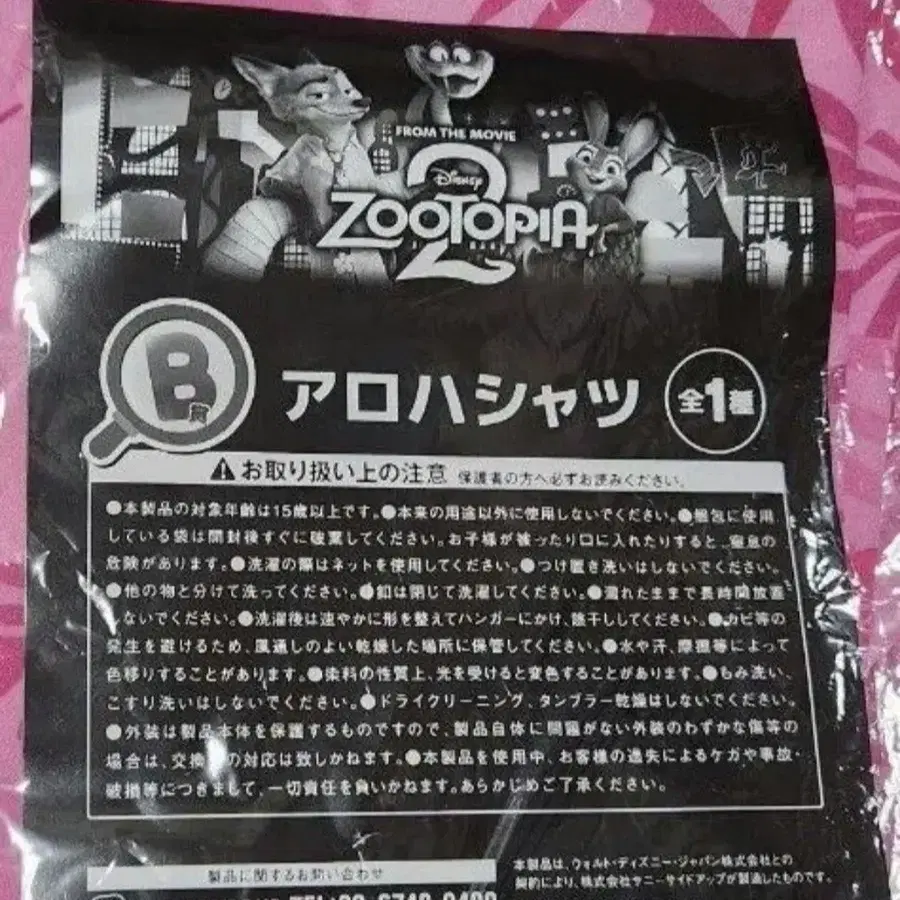 FROM THE MOVIE
Disney
ZOOTOPIA
2
B賞
アロハシャツ
全1種
お取り扱い上の注意 保護者の方へ必ずお読みください。
●本製品の対象年齢は15歳以上です。●本来の用途以外に使用しないでください。●梱包に使用
している袋は開封後すぐに破棄してください。お子様が被ったり口に入れたりすると、窒息の
危険があります。●洗濯の際はネットを使用してください。●つけ置き洗いはしないでください。
●他の物と分けて洗ってください。●釦は閉じて洗濯してください。●濡れたままで長時間放置
しないでください。●洗濯後は速やかに形を整えてハンガーにかけ、陰干ししてください。●カビ等の
発生を避けるため、風通しのよい乾燥した場所に保管してください。●水や汗、摩擦等によって
色移りすることがあります。●染料の性質上、光を受けると変色することがあります。●もみ洗い、
こすり洗いはしないでください。●ドライクリーニング、タンブラー乾燥はしないでください。
●外装は製品本体を保護するものですので、製品自体に問題がない外装のわずかな傷等の
場合は、交換の対応は致しかねます。●本製品を使用中、お客様の過失によるケガや事故・
破損等につきまして、一切責任を負いかねます。あらかじめご了承ください。
製品に関するお問い合わせ
本製品は、ウォルト・ディズニー・ジャパン株式会社との
契約により、株式会社サニーサイドアップが製造したものです。